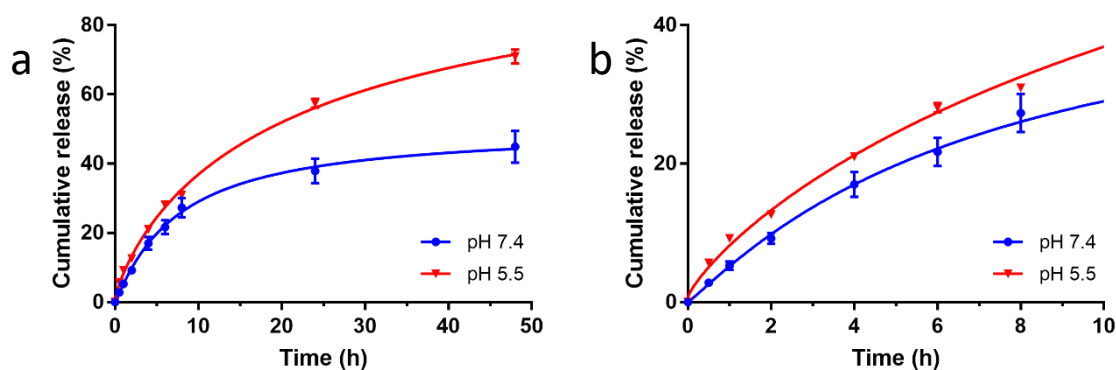 a
Cumulative release (%)
80
60
40
20
0
pH 7.4
pH 5.5
0 10 20 30 40 50
Time (h)
b
Cumulative release (%)
40
20
0
pH 7.4
pH 5.5
0 2 4 6 8 10
Time (h)